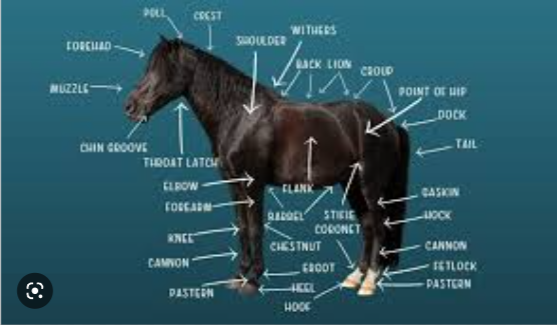 POLL
CREST
WITHERS
FOREHAD
SHOULDER
BACK LION
CROUP
MUZZLE
POINT OF HIP
DOCK
CHIN GROOVE
THROAT LATCH
TAIL
ELBOW
FLANK
GASKIN
FOREARM
BARREL
STIFLE
HOCK
CORONET
KNEE
CHESTNUT
CANNON
CANNON
ERGOT
FETLOCK
PASTERN
HEEL
PASTERN
HOOF